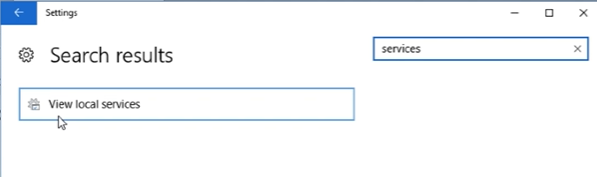 Settings
Search results
services
View local services